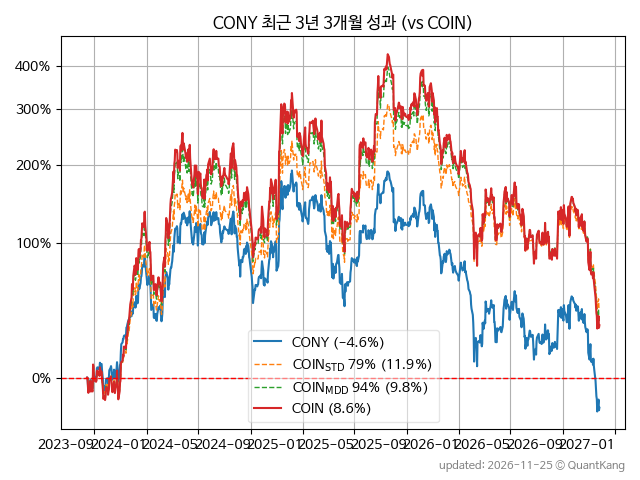 CONY 최근 3년 3개월 성과 (vs COIN)
400%
300%
200%
100%
0%
CONY (−4.6%)
COIN_STD 79% (11.9%)
COIN_MDD 94% (9.8%)
COIN (8.6%)
2023-09 2024-01 2024-05 2024-09 2025-01 2025-05 2025-09 2026-01 2026-05 2026-09 2027-01
updated: 2026-11-25 © QuantKang